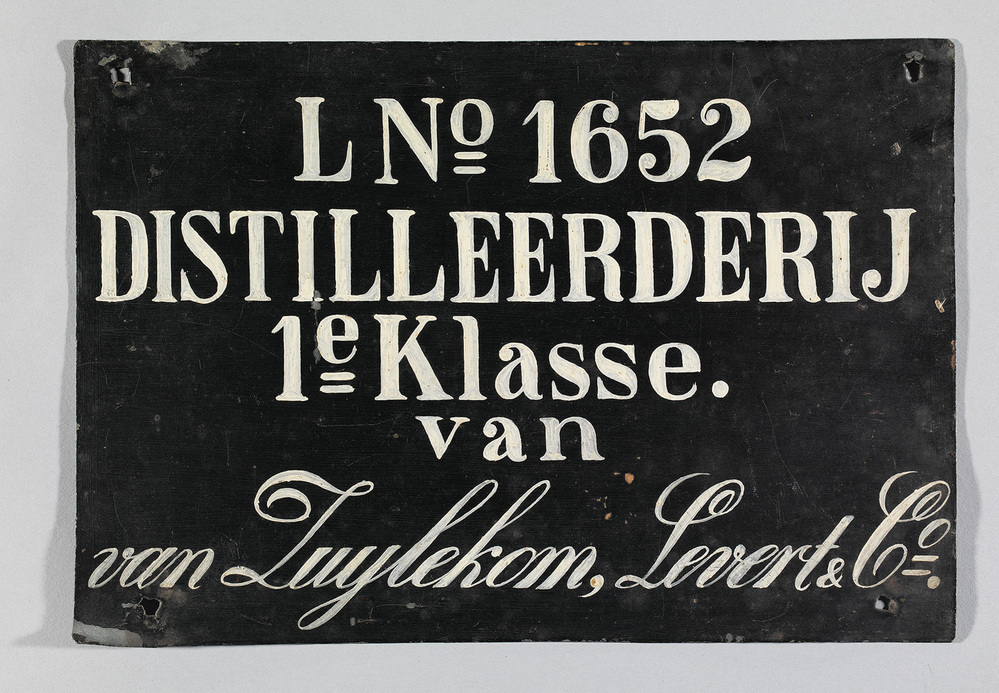 L Nº 1652
DISTILLEERDERIJ
1ᵉ Klasse.
van
van Zuylekom, Levert & Cº.